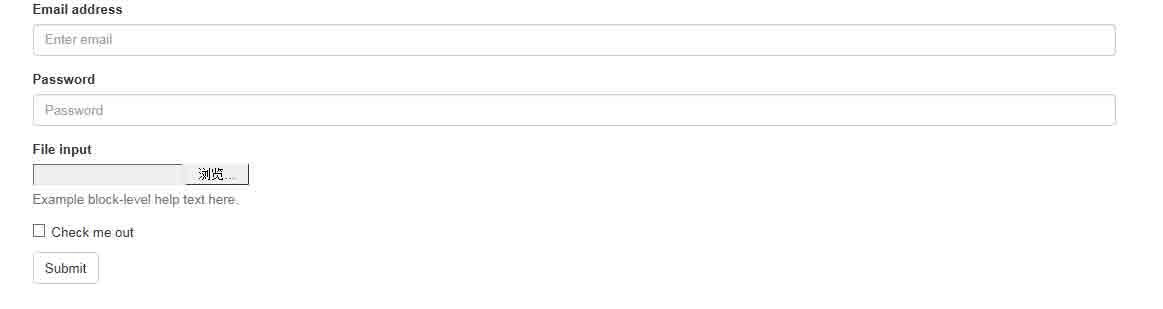 Email address
Enter email
Password
Password
File input
浏览...
Example block-level help text here.
Check me out
Submit